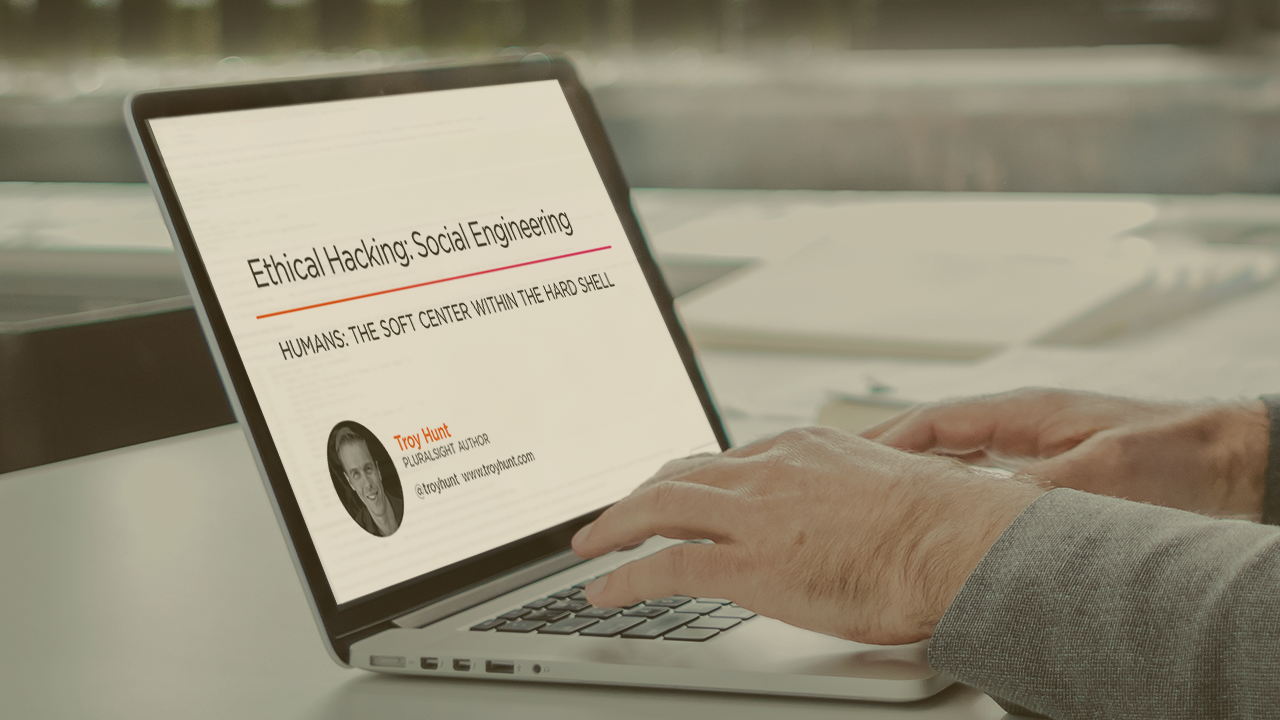 Ethical Hacking: Social Engineering
HUMANS: THE SOFT CENTER WITHIN THE HARD SHELL
Troy Hunt
PLURALSIGHT AUTHOR
@troyhunt www.troyhunt.com